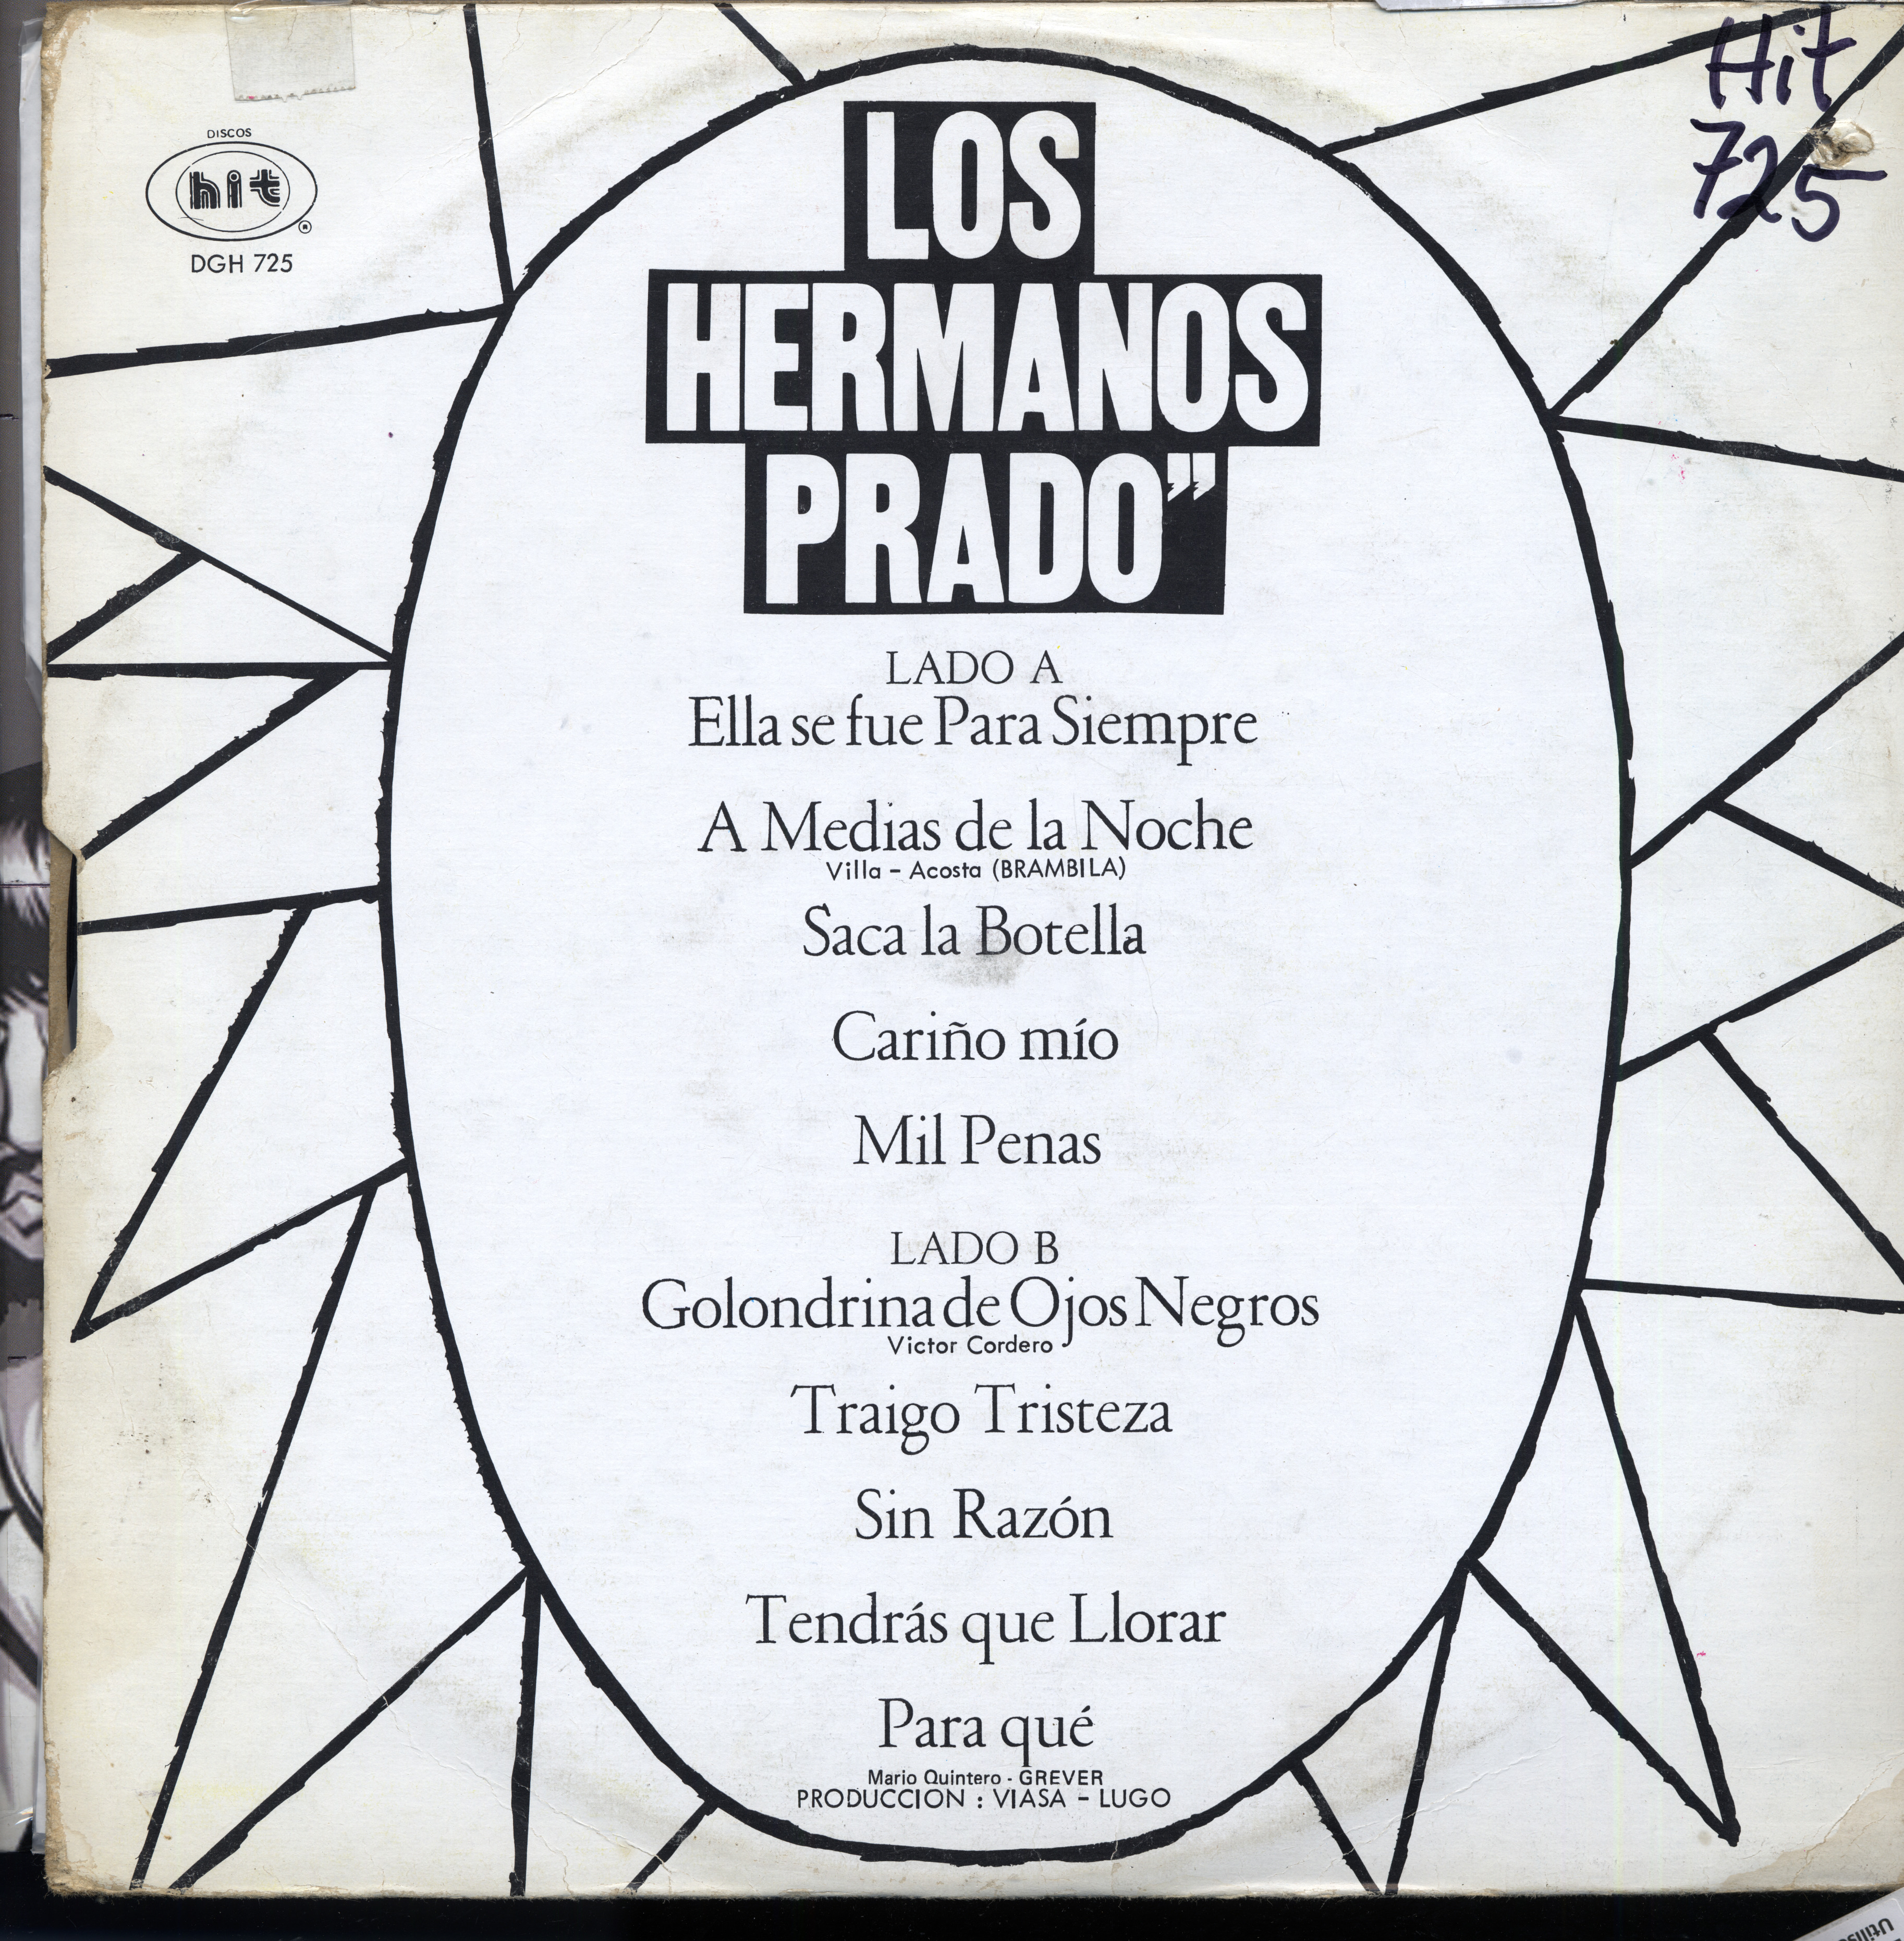 DISCOS
hit
®
DGH 725
Hit
725
LOS
HERMANOS
PRADO”
LADO A
Ella se fue Para Siempre
A Medias de la Noche
Villa – Acosta (BRAMBILA)
Saca la Botella
Cariño mío
Mil Penas
LADO B
Golondrina de Ojos Negros
Victor Cordero
Traigo Tristeza
Sin Razón
Tendrás que Llorar
Para qué
Mario Quintero - GREVER
PRODUCCION : VIASA – LUGO